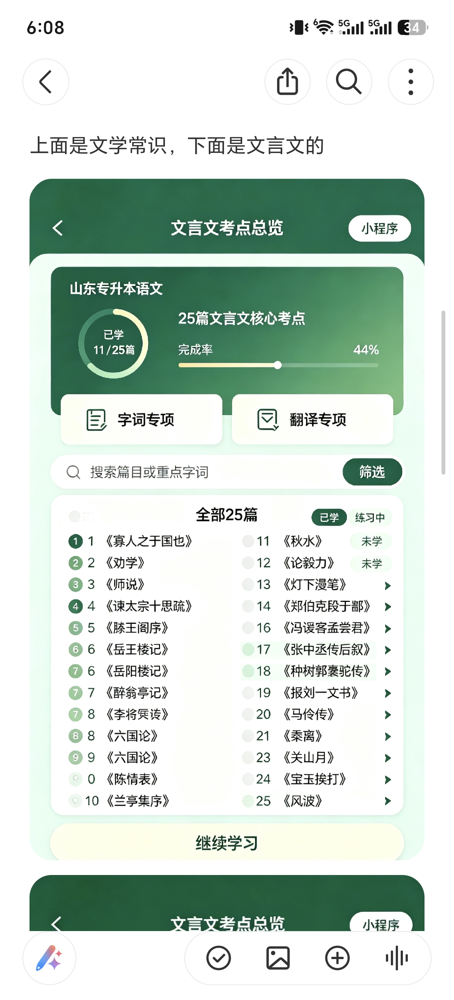 6:08
6 5G 5G 34
上面是文学常识，下面是文言文的
文言文考点总览
小程序
山东专升本语文
已学
11/25篇
25篇文言文核心考点
完成率 44%
字词专项
翻译专项
搜索篇目或重点字词
筛选
全部25篇
已学 练习中
1 1 《寡人之于国也》
2 2 《劝学》
3 3 《师说》
4 4 《谏太宗十思疏》
5 5 《滕王阁序》
6 6 《岳王楼记》
7 6 《岳阳楼记》
7 7 《醉翁亭记》
7 8 《李将
8 8 《六国论》
9 9 《六国论》
0 《陈情表》
10 《兰亭集序》
11 《秋水》 未学
12 《论毅力》 未学
13 《灯下漫笔》
14 《郑伯克段于鄢》
16 《冯谖客孟尝君》
17 《张中丞传后叙》
18 《种树郭橐驼传》
19 《报刘一文书》
20 《马伶传》
21 《黍离》
23 《关山月》
24 《宝玉挨打》
25 《风波》
继续学习
文言文考点总览
小程序